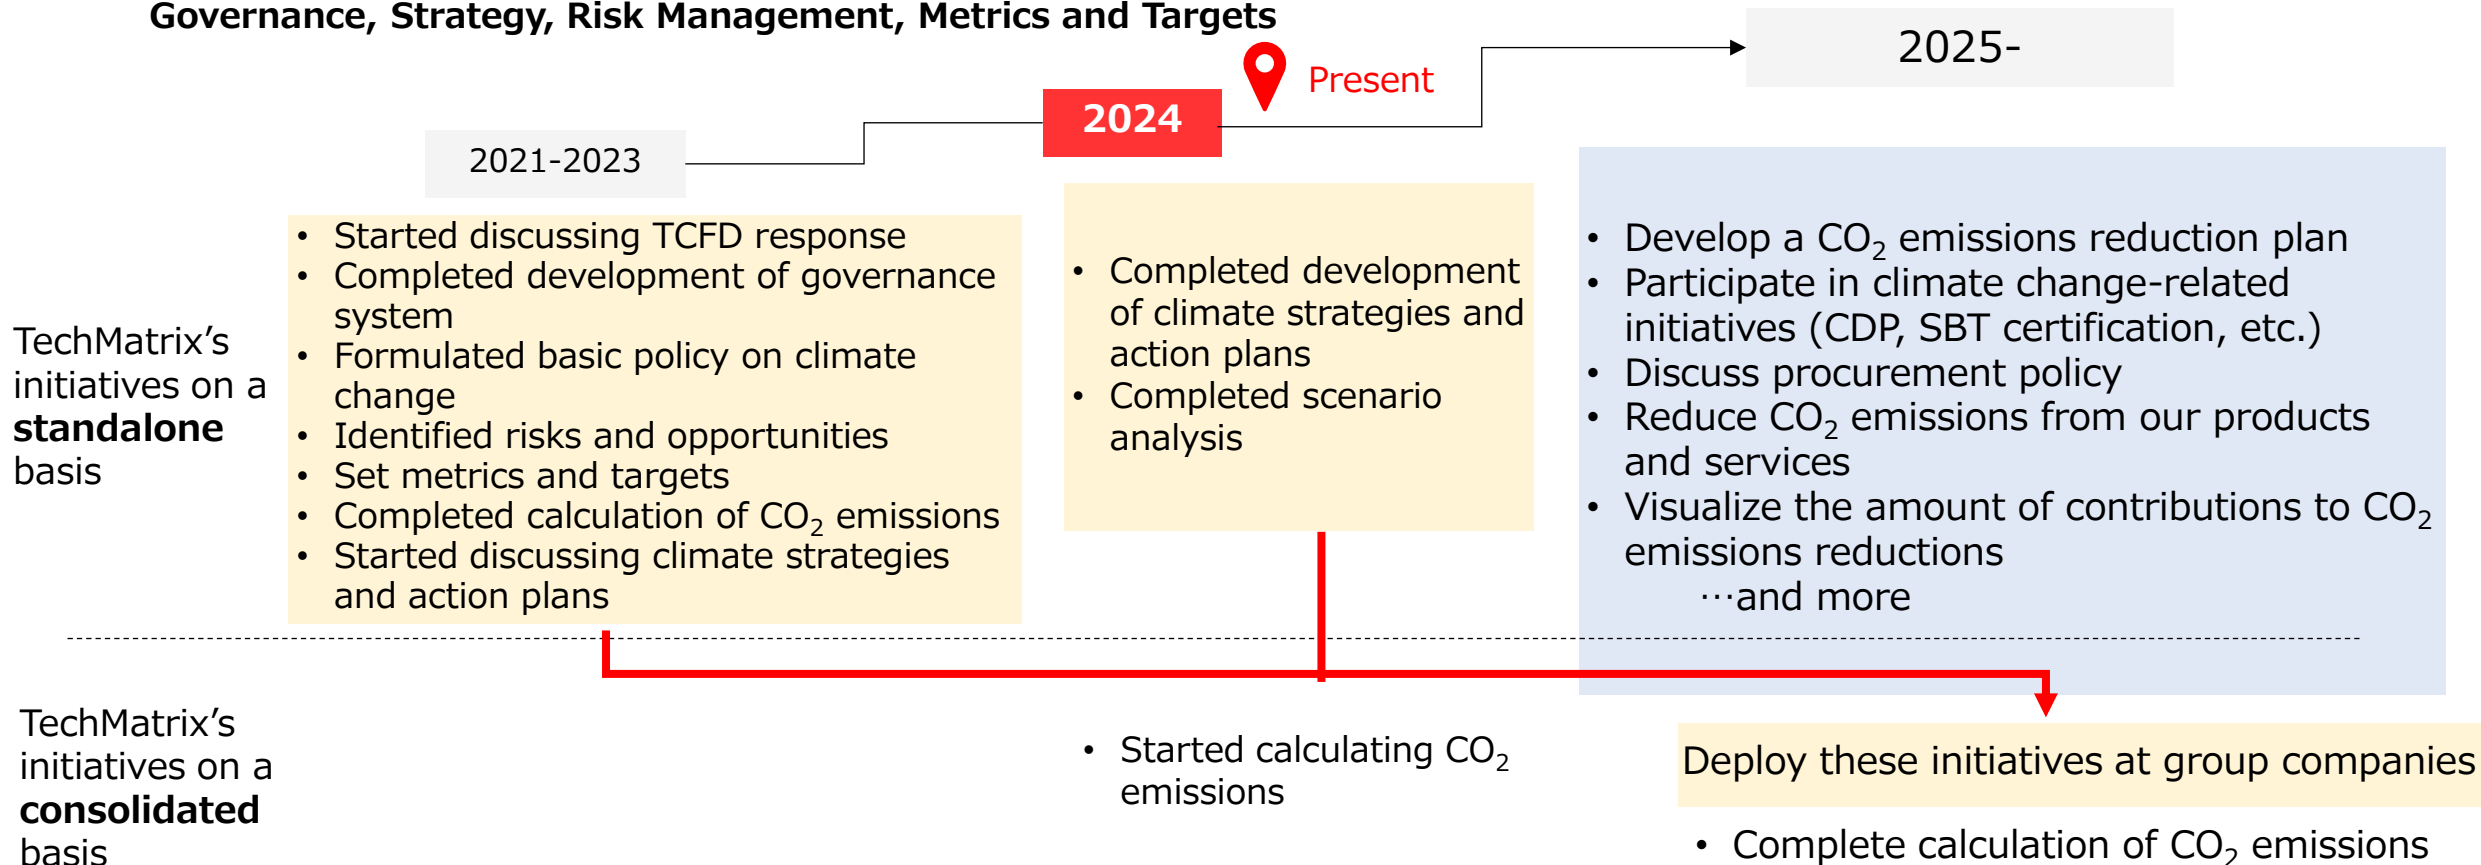 Governance, Strategy, Risk Management, Metrics and Targets
2025-
Present
2024
2021-2023
TechMatrix’s
initiatives on a
standalone
basis
• Started discussing TCFD response
• Completed development of governance
system
• Formulated basic policy on climate
change
• Identified risks and opportunities
• Set metrics and targets
• Completed calculation of CO₂ emissions
• Started discussing climate strategies
and action plans
• Completed development
of climate strategies and
action plans
• Completed scenario
analysis
• Develop a CO₂ emissions reduction plan
• Participate in climate change-related
initiatives (CDP, SBT certification, etc.)
• Discuss procurement policy
• Reduce CO₂ emissions from our products
and services
• Visualize the amount of contributions to CO₂
emissions reductions
…and more
TechMatrix’s
initiatives on a
consolidated
basis
• Started calculating CO₂
emissions
Deploy these initiatives at group companies
• Complete calculation of CO₂ emissions